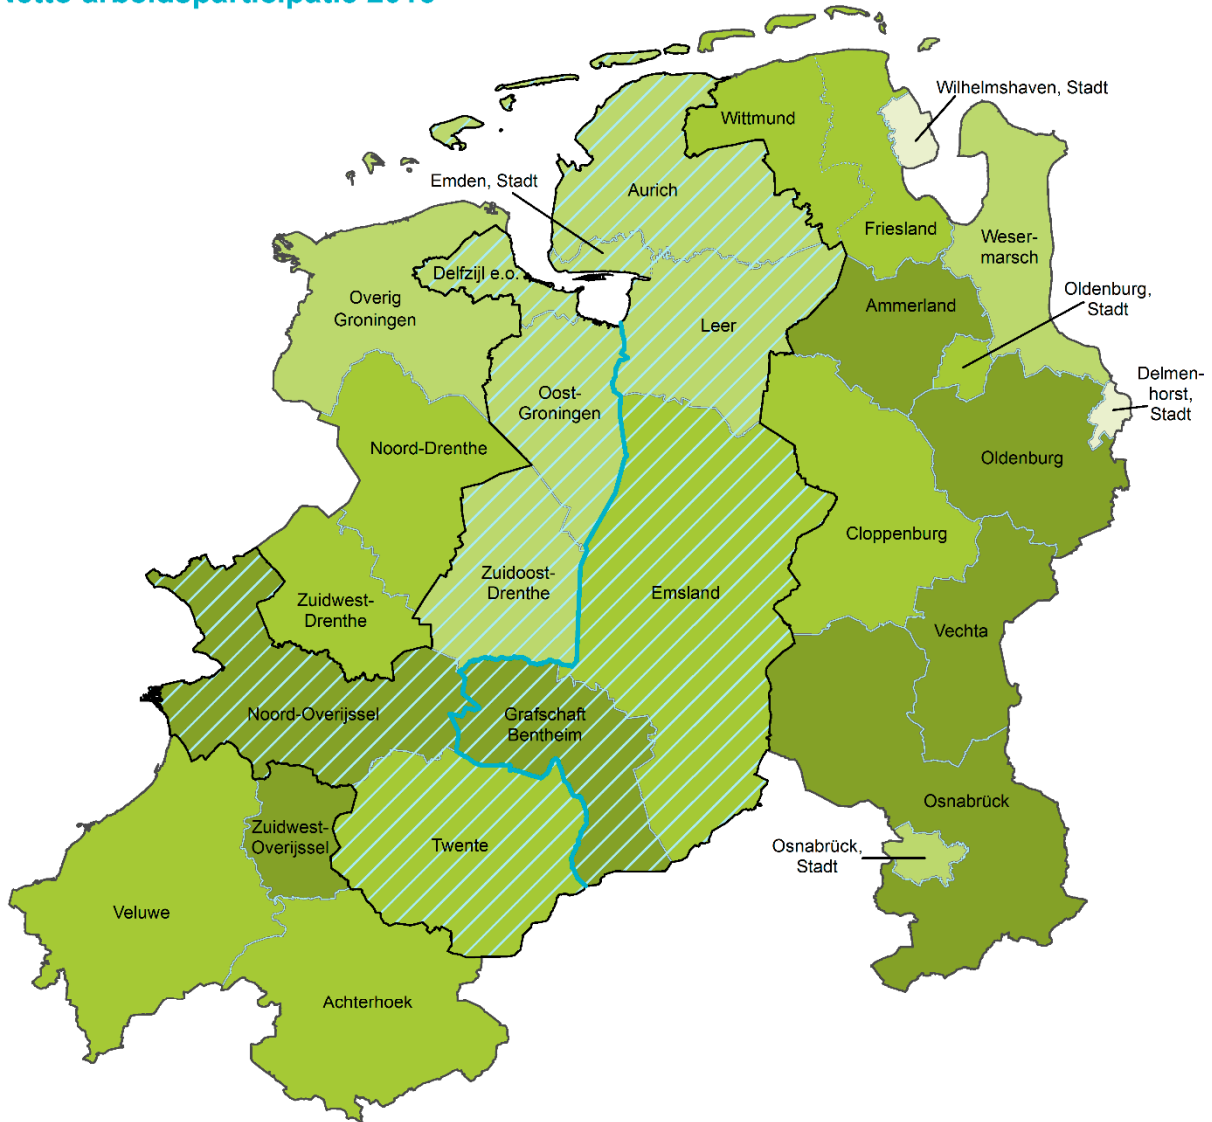 Netto arbeidsparticipatie
Wilhelmshaven, Stadt
Wittmund
Emden, Stadt
Aurich
Friesland
Weser-
marsch
Delfzijl e.o.
Oldenburg,
Stadt
Overig
Groningen
Ammerland
Leer
Delmen-
horst,
Stadt
Oost-
Groningen
Noord-Drenthe
Oldenburg
Cloppenburg
Zuidoost-
Drenthe
Emsland
Zuidwest-
Drenthe
Vechta
Noord-Overijssel
Grafschaft
Bentheim
Osnabrück
Zuidwest-
Overijssel
Twente
Osnabrück,
Stadt
Veluwe
Achterhoek